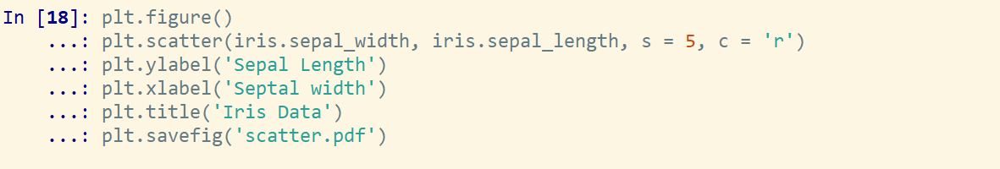 In [18]: plt.figure()
...: plt.scatter(iris.sepal_width, iris.sepal_length, s = 5, c = 'r')
...: plt.ylabel('Sepal Length')
...: plt.xlabel('Septal width')
...: plt.title('Iris Data')
...: plt.savefig('scatter.pdf')